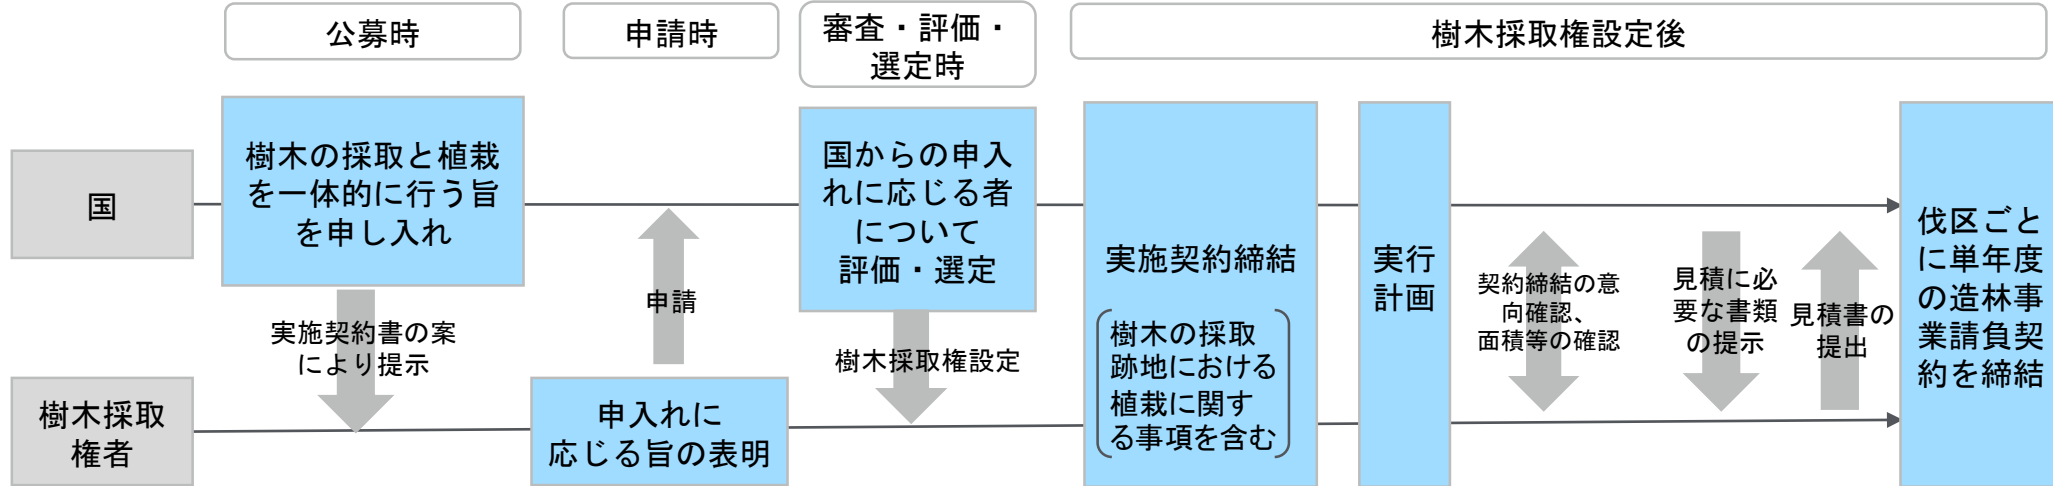 公募時
申請時
審査・評価・
選定時
樹木採取権設定後
国
樹木の採取と植栽
を一体的に行う旨
を申し入れ
国からの申入
れに応じる者
について
評価・選定
実施契約締結
樹木の採取
跡地における
植栽に関す
る事項を含む
実行
計画
伐区ごと
に単年度
の造林事
業請負契
約を締結
実施契約書の案
により提示
申請
樹木採取権設定
契約締結の意
向確認、
面積等の確認
見積に必
要な書類
の提示
見積書の
提出
樹木採取
権者
申入れに
応じる旨の表明